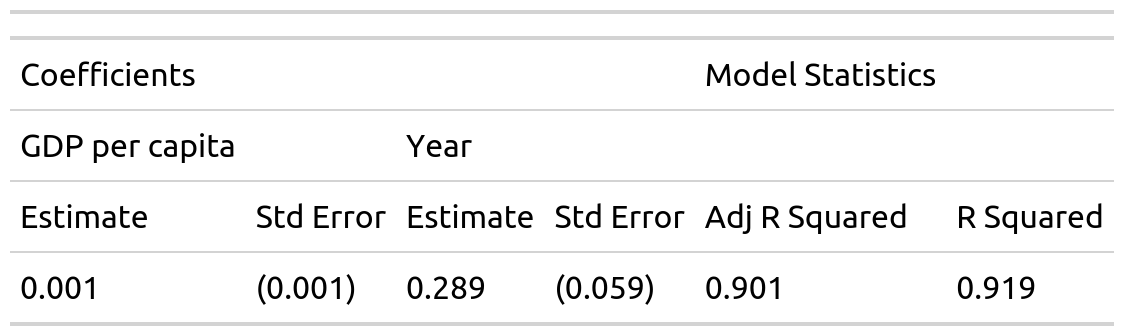 Coefficients Model Statistics
GDP per capita Year
Estimate Std Error Estimate Std Error Adj R Squared R Squared
0.001 (0.001) 0.289 (0.059) 0.901 0.919